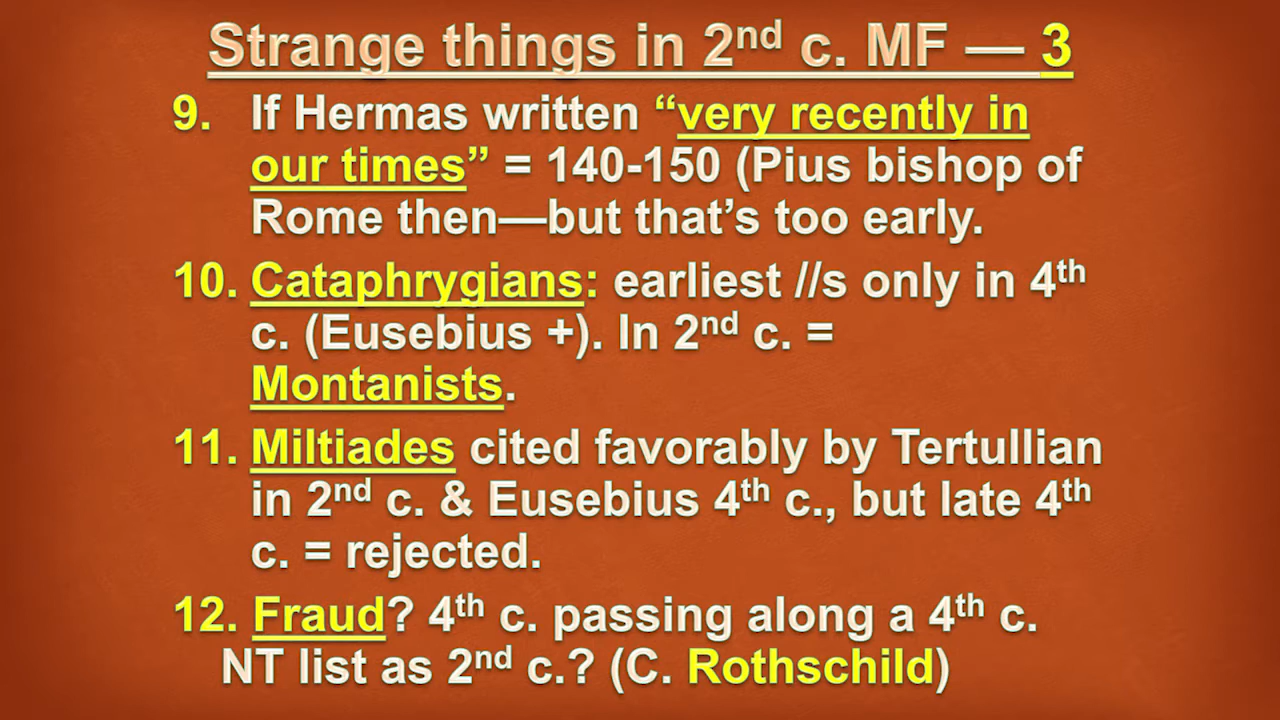 Strange things in 2nd c. MF — 3
9. If Hermas written “very recently in
our times” = 140-150 (Pius bishop of
Rome then—but that’s too early.
10. Cataphrygians: earliest //s only in 4th
c. (Eusebius +). In 2nd c. =
Montanists.
11. Miltiades cited favorably by Tertullian
in 2nd c. & Eusebius 4th c., but late 4th
c. = rejected.
12. Fraud? 4th c. passing along a 4th c.
NT list as 2nd c.? (C. Rothschild)